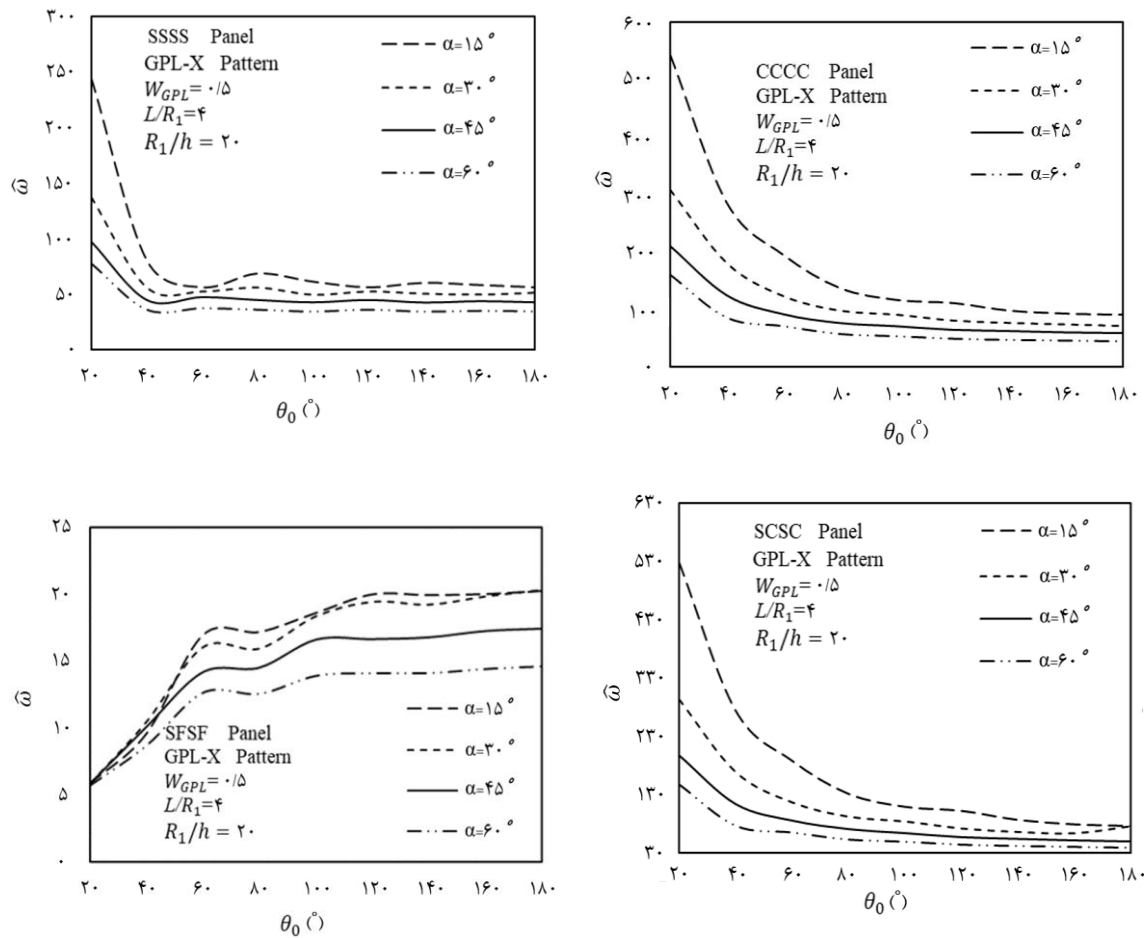 ۳۰۰
۲۵۰
۲۰۰
۱۵۰
۱۰۰
۵۰
۰
ω̂
SSSS Panel
GPL-X Pattern
W_GPL= ۰/۵
L/R₁=۴
R₁/h = ۲۰
α=۱۵°
α=۳۰°
α=۴۵°
α=۶۰°
۲۰ ۴۰ ۶۰ ۸۰ ۱۰۰ ۱۲۰ ۱۴۰ ۱۶۰ ۱۸۰
θ₀ (°)
۶۰۰
۵۰۰
۴۰۰
۳۰۰
۲۰۰
۱۰۰
۰
ω̂
CCCC Panel
GPL-X Pattern
W_GPL= ۰/۵
L/R₁=۴
R₁/h = ۲۰
α=۱۵°
α=۳۰°
α=۴۵°
α=۶۰°
۲۰ ۴۰ ۶۰ ۸۰ ۱۰۰ ۱۲۰ ۱۴۰ ۱۶۰ ۱۸۰
θ₀ (°)
۲۵
۲۰
۱۵
۱۰
۵
۰
ω̂
SFSF Panel
GPL-X Pattern
W_GPL= ۰/۵
L/R₁=۴
R₁/h = ۲۰
α=۱۵°
α=۳۰°
α=۴۵°
α=۶۰°
۲۰ ۴۰ ۶۰ ۸۰ ۱۰۰ ۱۲۰ ۱۴۰ ۱۶۰ ۱۸۰
θ₀ (°)
۶۳۰
۵۳۰
۴۳۰
۳۳۰
۲۳۰
۱۳۰
۳۰
ω̂
SCSC Panel
GPL-X Pattern
W_GPL= ۰/۵
L/R₁=۴
R₁/h = ۲۰
α=۱۵°
α=۳۰°
α=۴۵°
α=۶۰°
۲۰ ۴۰ ۶۰ ۸۰ ۱۰۰ ۱۲۰ ۱۴۰ ۱۶۰ ۱۸۰
θ₀ (°)